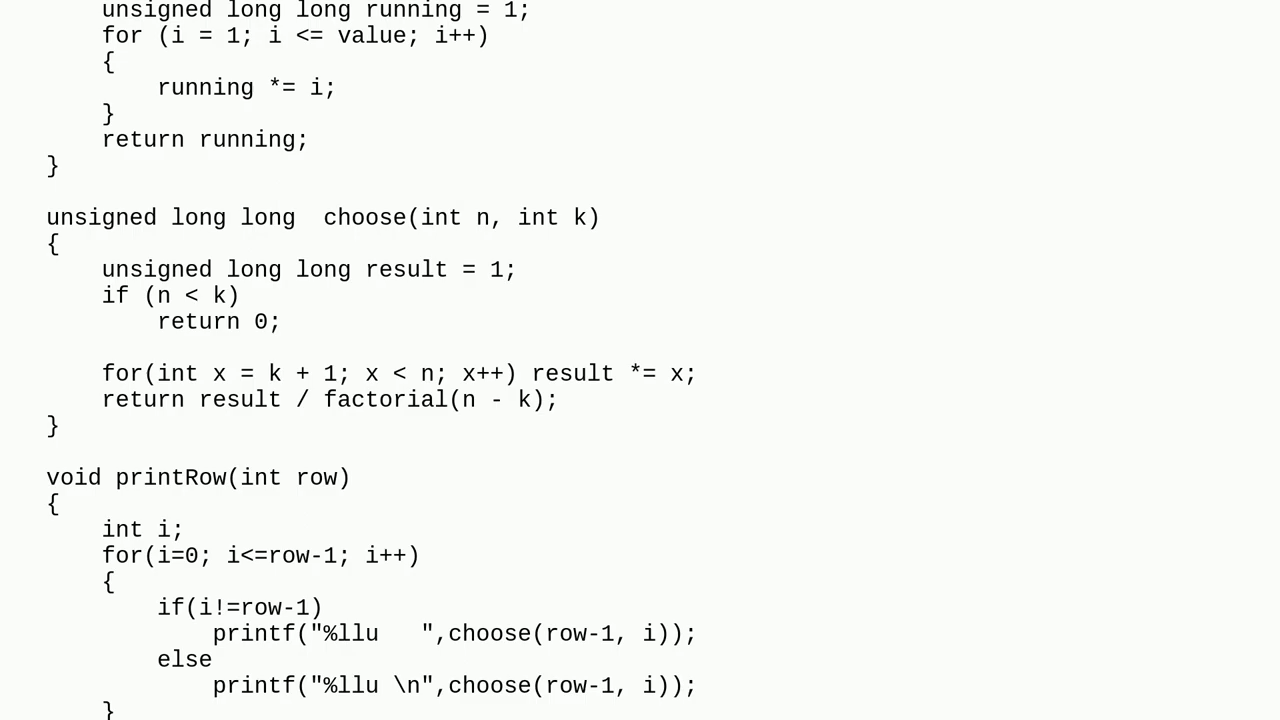 unsigned long long running = 1;
for (i = 1; i <= value; i++)
{
running *= i;
}
return running;
}
unsigned long long  choose(int n, int k)
{
unsigned long long result = 1;
if (n < k)
return 0;
for(int x = k + 1; x < n; x++) result *= x;
return result / factorial(n - k);
}
void printRow(int row)
{
int i;
for(i=0; i<=row-1; i++)
{
if(i!=row-1)
printf("%llu   ",choose(row-1, i));
else
printf("%llu \n",choose(row-1, i));
}